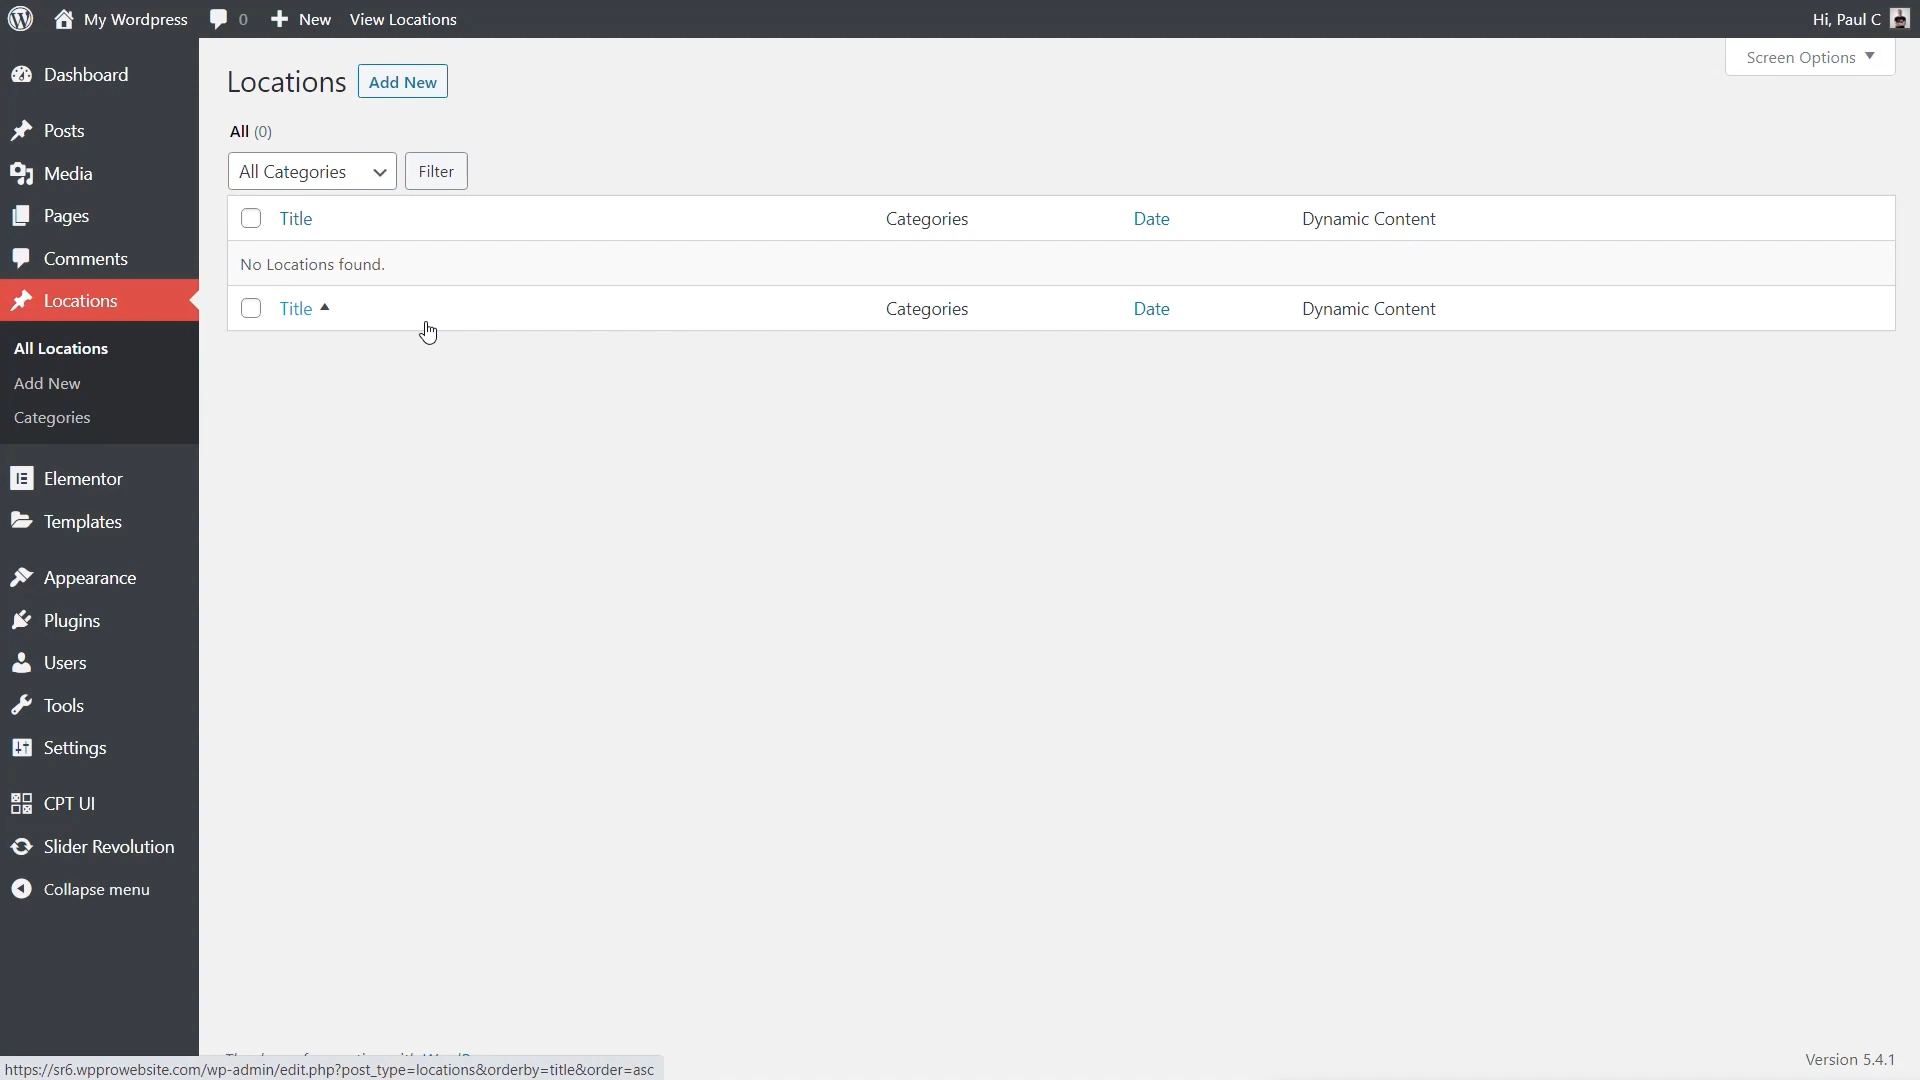 My Wordpress
0
New
View Locations
Hi, Paul C
Dashboard
Posts
Media
Pages
Comments
Locations
All Locations
Add New
Categories
Elementor
Templates
Appearance
Plugins
Users
Tools
Settings
CPT UI
Slider Revolution
Collapse menu
Screen Options
Locations
Add New
All (0)
All Categories
Filter
Title Categories Date Dynamic Content
No Locations found.
Title Categories Date Dynamic Content
Version 5.4.1
https://sr6.wpprowebsite.com/wp-admin/edit.php?post_type=locations&orderby=title&order=asc